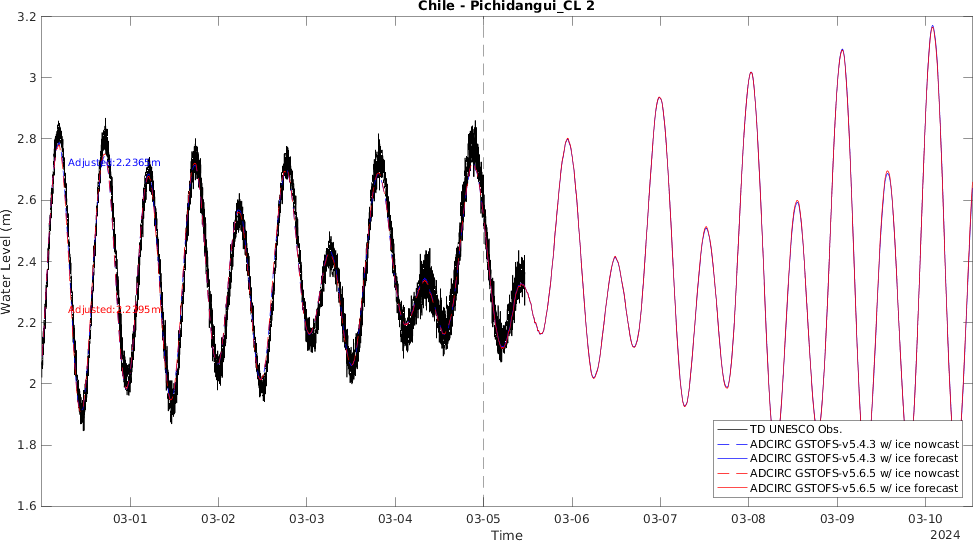 Chile - Pichidangui_CL 2
3.2
3
2.8
2.6
2.4
2.2
2
1.8
1.6
Water Level (m)
Adjusted:2.2365m
Adjusted:2.2295m
TD UNESCO Obs.
ADCIRC GSTOFS-v5.4.3 w/ ice nowcast
ADCIRC GSTOFS-v5.4.3 w/ ice forecast
ADCIRC GSTOFS-v5.6.5 w/ ice nowcast
ADCIRC GSTOFS-v5.6.5 w/ ice forecast
03-01 03-02 03-03 03-04 03-05 03-06 03-07 03-08 03-09 03-10
Time
2024